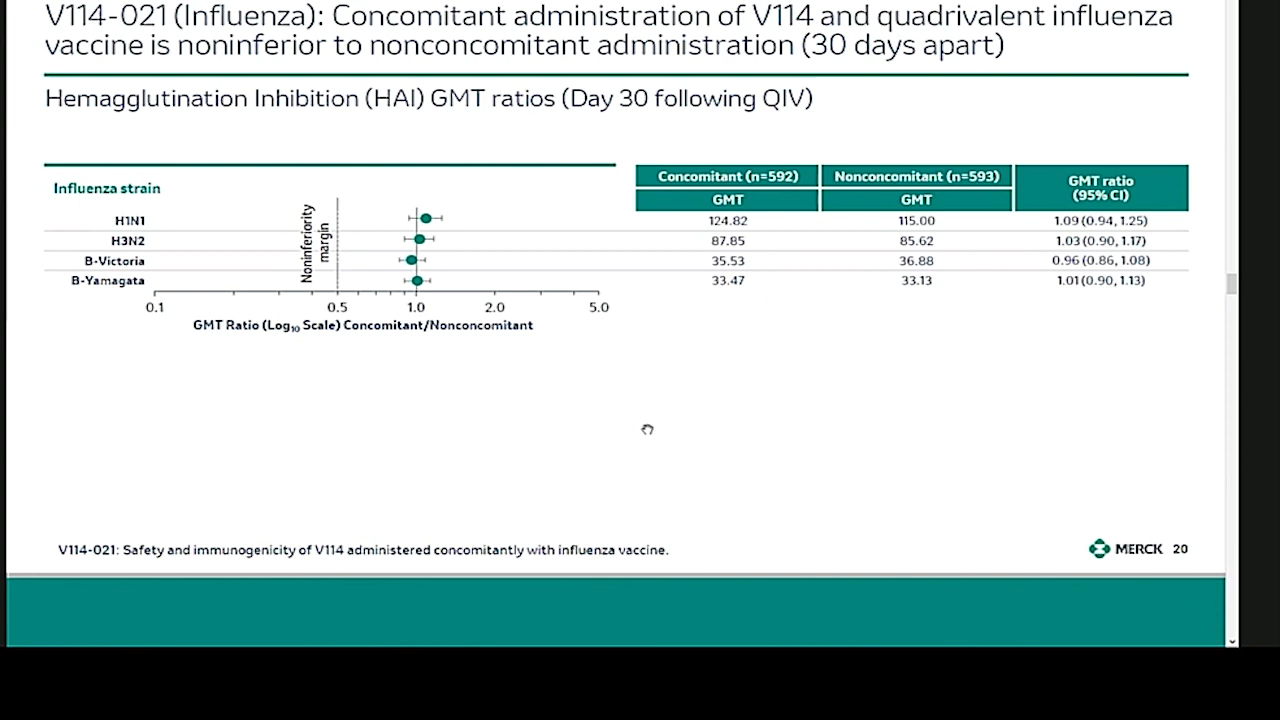 V114-021 (Influenza): Concomitant administration of V114 and quadrivalent influenza
vaccine is noninferior to nonconcomitant administration (30 days apart)
Hemagglutination Inhibition (HAI) GMT ratios (Day 30 following QIV)
Influenza strain
H1N1
H3N2
B-Victoria
B-Yamagata
Noninferiority
margin
0.1 0.5 1.0 2.0 5.0
GMT Ratio (Log₁₀ Scale) Concomitant/Nonconcomitant
Concomitant (n=592) Nonconcomitant (n=593) GMT ratio
(95% CI)
GMT GMT
124.82 115.00 1.09 (0.94, 1.25)
87.85 85.62 1.03 (0.90, 1.17)
35.53 36.88 0.96 (0.86, 1.08)
33.47 33.13 1.01 (0.90, 1.13)
V114-021: Safety and immunogenicity of V114 administered concomitantly with influenza vaccine.
MERCK 20